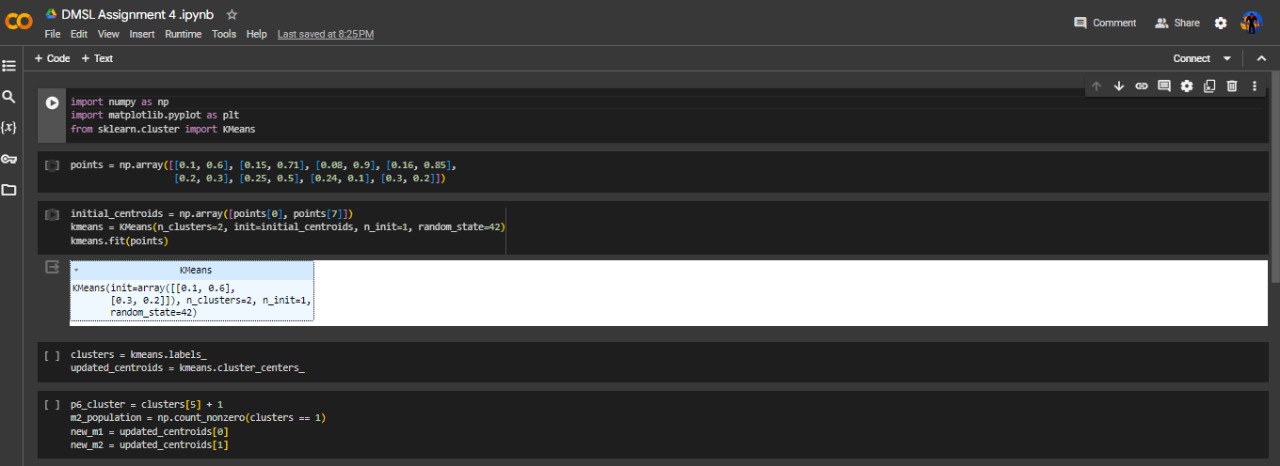 DMSL Assignment 4 .ipynb
File Edit View Insert Runtime Tools Help Last saved at 8:25 PM
Comment Share
+ Code + Text
Connect
import numpy as np
import matplotlib.pyplot as plt
from sklearn.cluster import KMeans
points = np.array([[0.1, 0.6], [0.15, 0.71], [0.08, 0.9], [0.16, 0.85],
[0.2, 0.3], [0.25, 0.5], [0.24, 0.1], [0.3, 0.2]])
initial_centroids = np.array([points[0], points[7]])
kmeans = KMeans(n_clusters=2, init=initial_centroids, n_init=1, random_state=42)
kmeans.fit(points)
KMeans
KMeans(init=array([[0.1, 0.6],
[0.3, 0.2]]), n_clusters=2, n_init=1,
random_state=42)
[ ] clusters = kmeans.labels_
updated_centroids = kmeans.cluster_centers_
[ ] p6_cluster = clusters[5] + 1
m2_population = np.count_nonzero(clusters == 1)
new_m1 = updated_centroids[0]
new_m2 = updated_centroids[1]